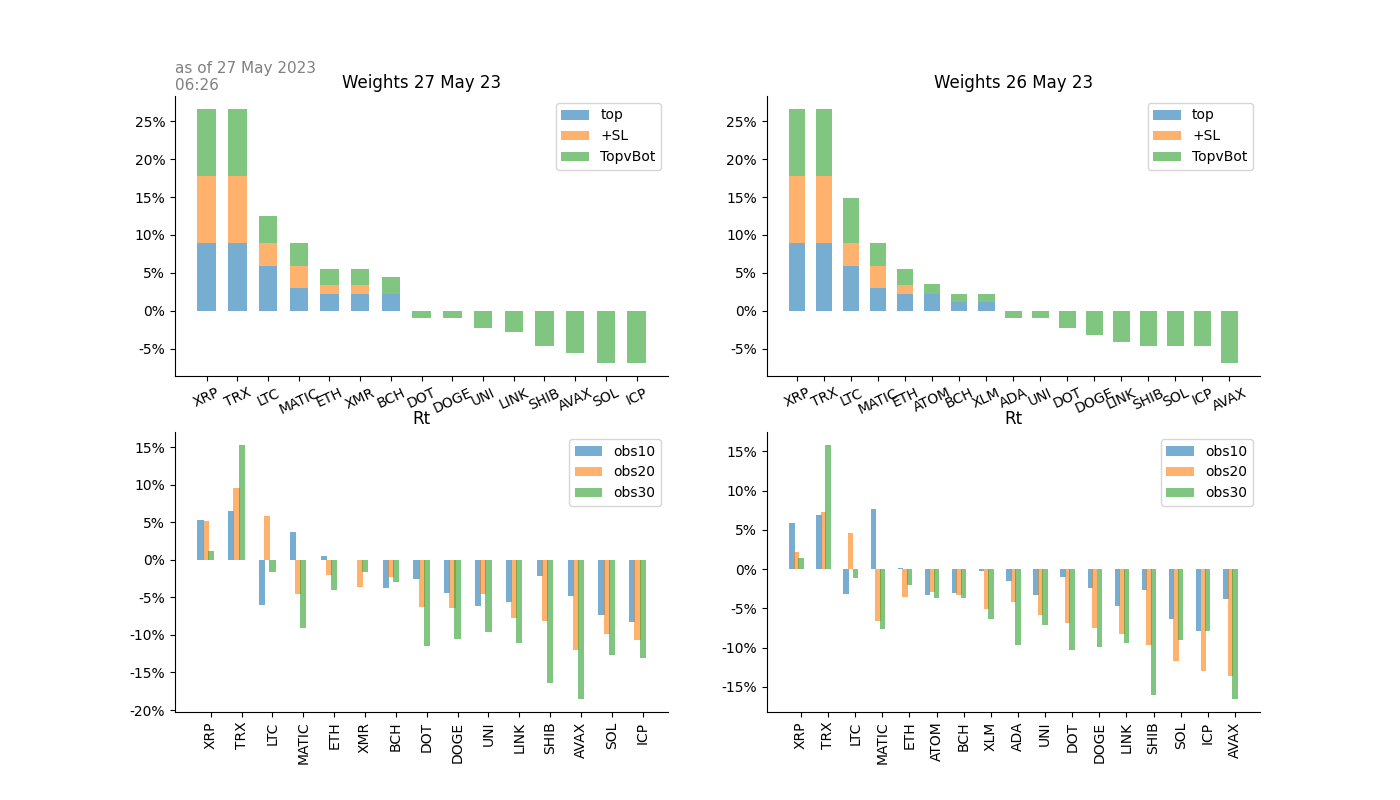 as of 27 May 2023
06:26
Weights 27 May 23
25%
20%
15%
10%
5%
0%
-5%
top
+SL
TopvBot
XRP TRX LTC MATIC ETH XMR BCH DOT DOGE UNI LINK SHIB AVAX SOL ICP
Weights 26 May 23
25%
20%
15%
10%
5%
0%
-5%
top
+SL
TopvBot
XRP TRX LTC MATIC ETH ATOM BCH XLM ADA UNI DOT DOGE LINK SHIB SOL ICP AVAX
Rt
15%
10%
5%
0%
-5%
-10%
-15%
-20%
obs10
obs20
obs30
XRP TRX LTC MATIC ETH XMR BCH DOT DOGE UNI LINK SHIB AVAX SOL ICP
Rt
15%
10%
5%
0%
-5%
-10%
-15%
obs10
obs20
obs30
XRP TRX LTC MATIC ETH ATOM BCH XLM ADA UNI DOT DOGE LINK SHIB SOL ICP AVAX